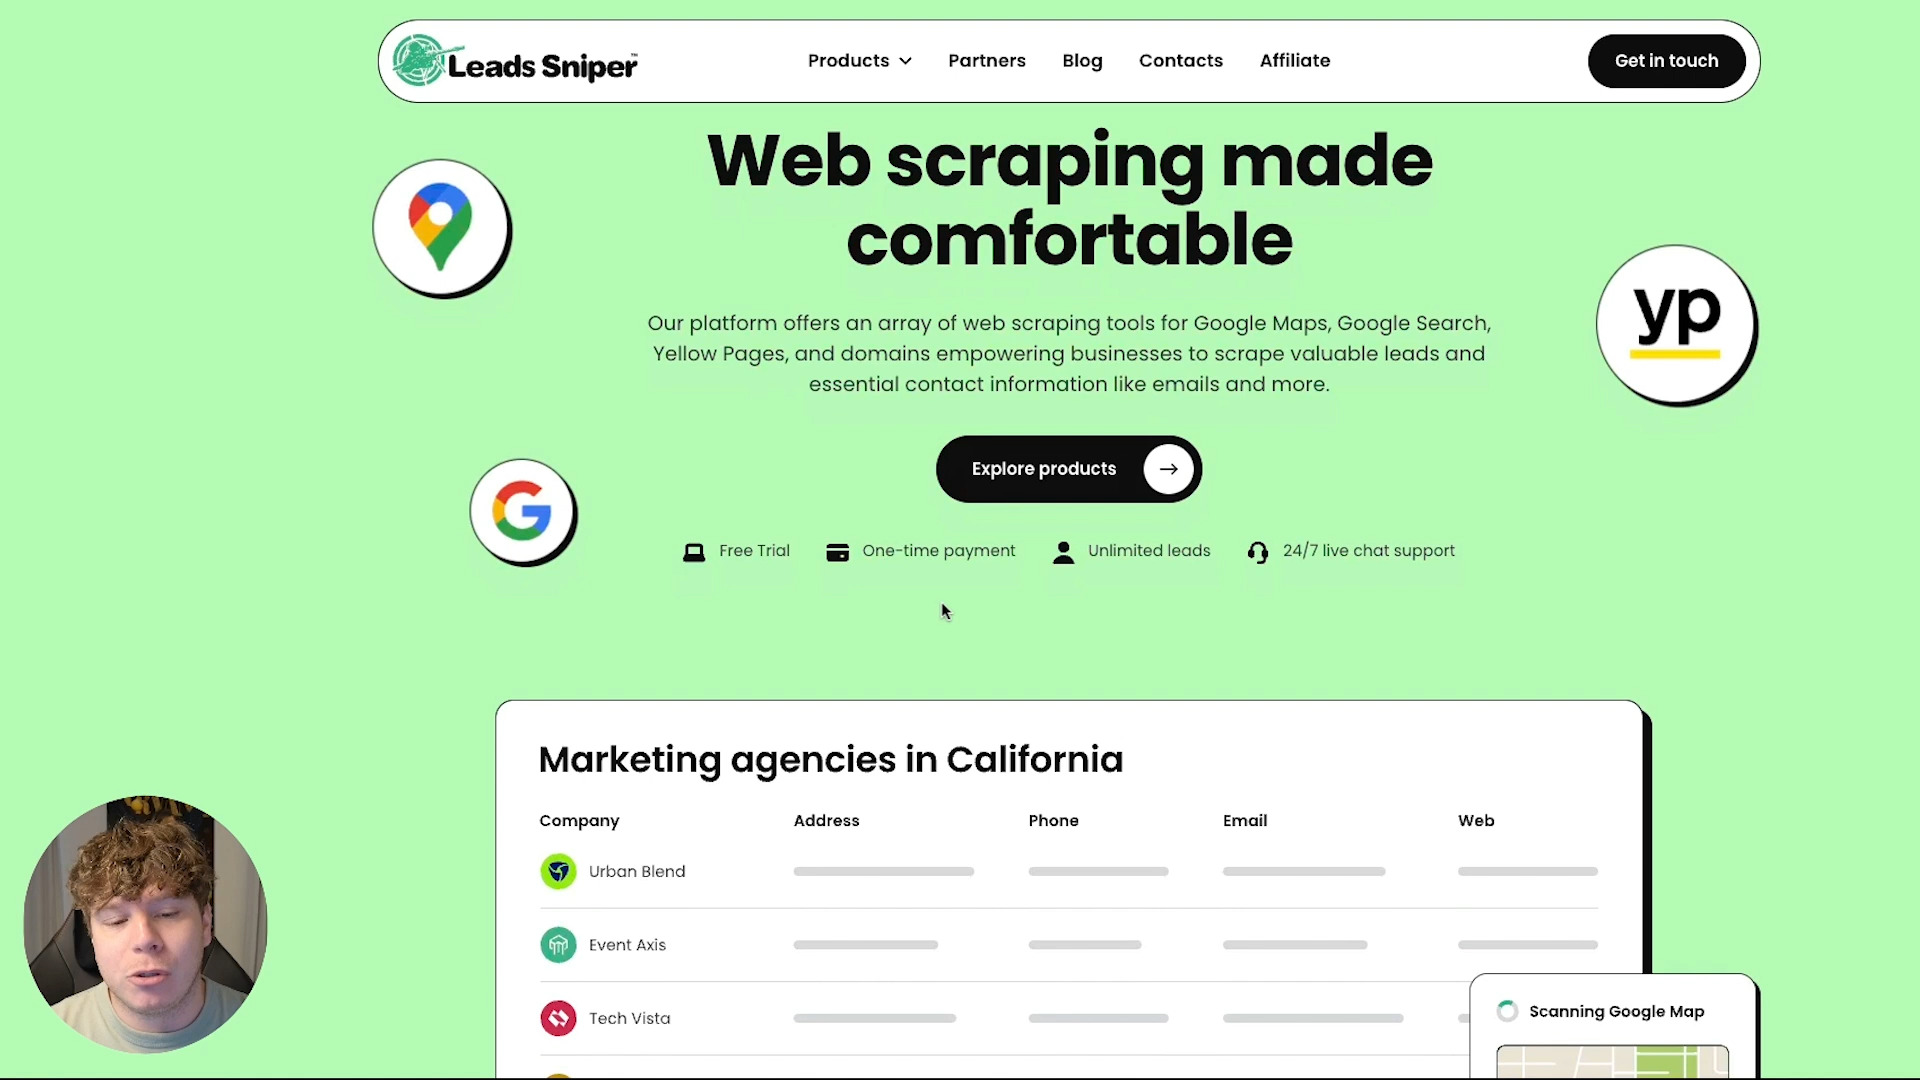 Leads Sniper™
Products Partners Blog Contacts Affiliate
Get in touch
Web scraping made
comfortable
Our platform offers an array of web scraping tools for Google Maps, Google Search,
Yellow Pages, and domains empowering businesses to scrape valuable leads and
essential contact information like emails and more.
yp
Explore products
G
Free Trial One-time payment Unlimited leads 24/7 live chat support
Marketing agencies in California
Company Address Phone Email Web
Urban Blend
Event Axis
Tech Vista
Scanning Google Map